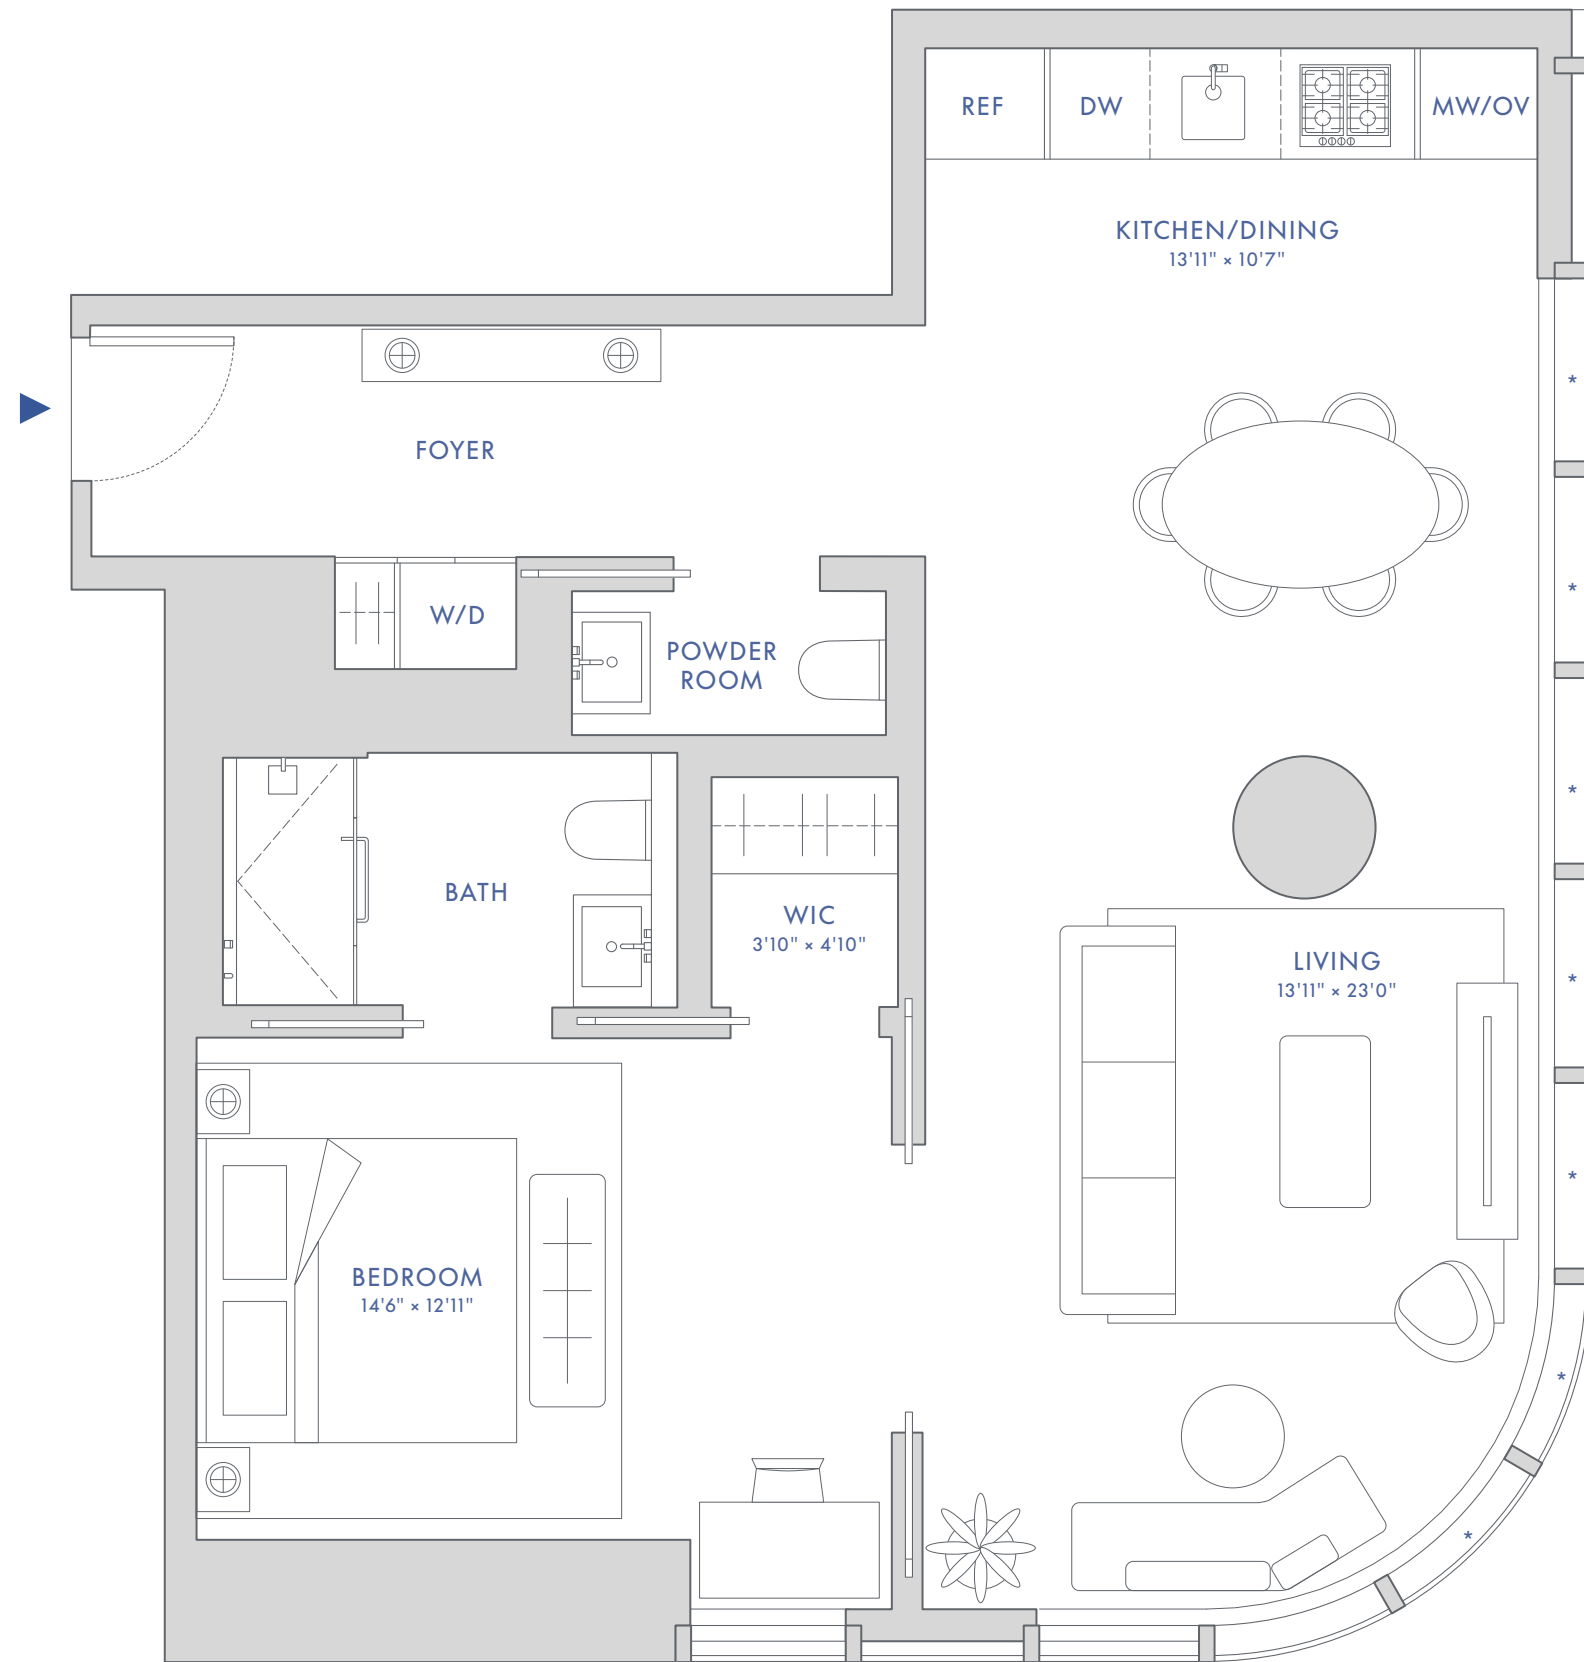 REF
DW
MW/OV
KITCHEN/DINING
13'11" × 10'7"
*
FOYER
*
W/D
POWDER
ROOM
*
BATH
WIC
3'10" × 4'10"
LIVING
13'11" × 23'0"
*
*
BEDROOM
14'6" × 12'11"
*
*